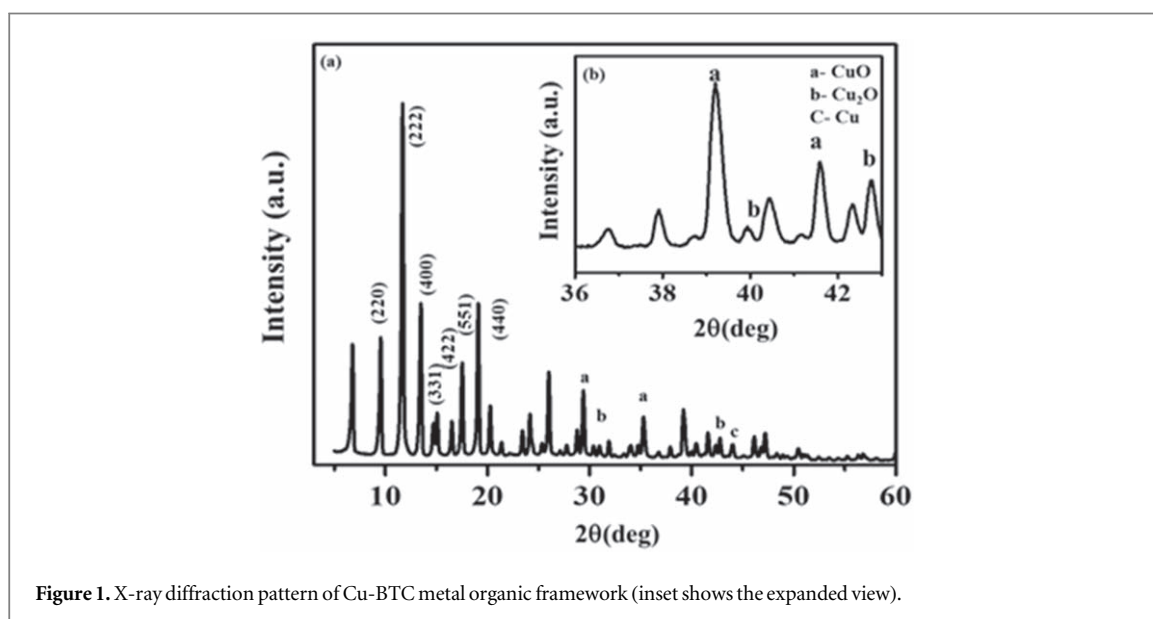 (a)
Intensity (a.u.)
(220)
(222)
(400)
(331)
(422)
(551)
(440)
a
b
a
b
c
10 20 30 40 50 60
2θ(deg)
(b)
Intensity (a.u.)
a
a- CuO
b- Cu₂O
C- Cu
b
a
b
36 38 40 42
2θ(deg)
Figure 1. X-ray diffraction pattern of Cu-BTC metal organic framework (inset shows the expanded view).